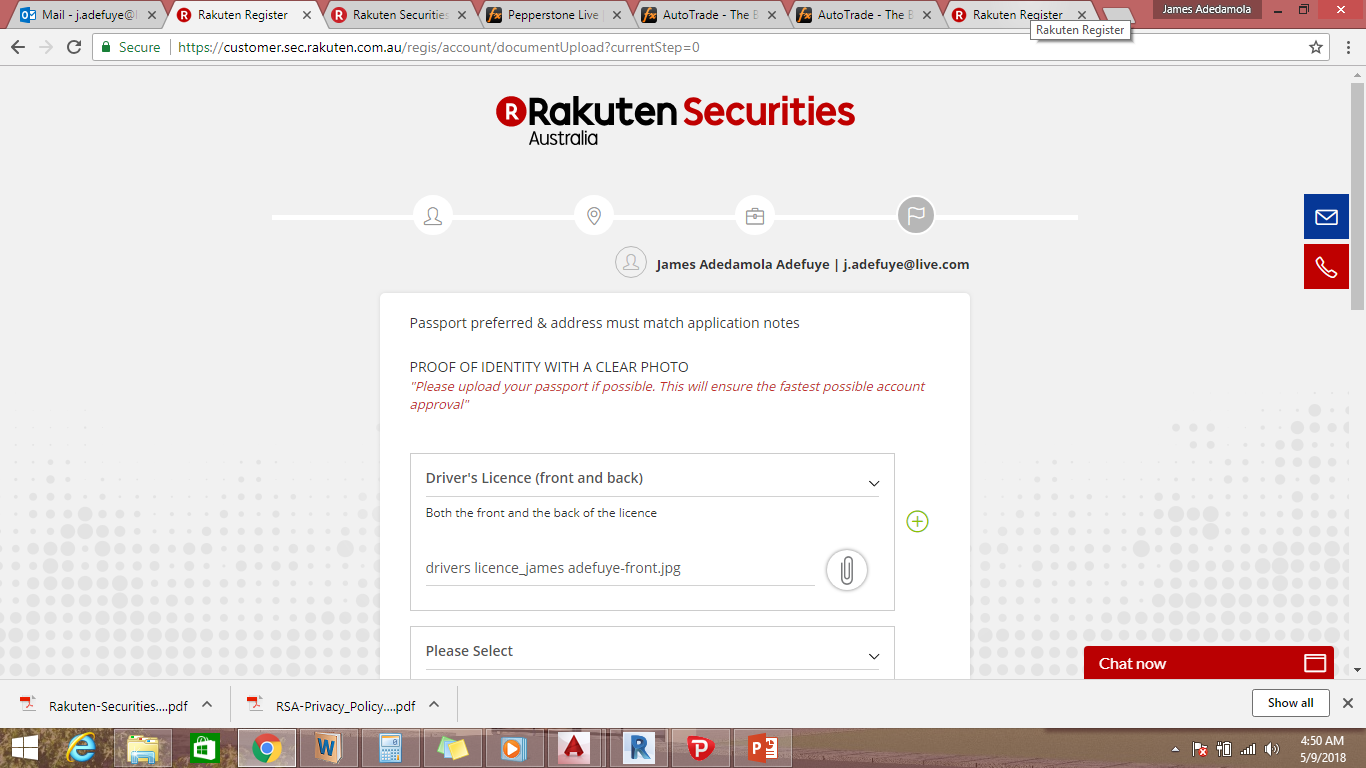 Mail - j.adefuye@l
Rakuten Register
Rakuten Securities
Pepperstone Live
AutoTrade - The B
AutoTrade - The B
Rakuten Register
James Adedamola
Secure
https://customer.sec.rakuten.com.au/regis/account/documentUpload?currentStep=0
Rakuten Register
R Rakuten Securities
Australia
James Adedamola Adefuye | j.adefuye@live.com
Passport preferred & address must match application notes
PROOF OF IDENTITY WITH A CLEAR PHOTO
"Please upload your passport if possible. This will ensure the fastest possible account
approval"
Driver's Licence (front and back)
Both the front and the back of the licence
drivers licence_james adefuye-front.jpg
Please Select
Chat now
Rakuten-Securities....pdf
RSA-Privacy_Policy....pdf
Show all
4:50 AM
5/9/2018